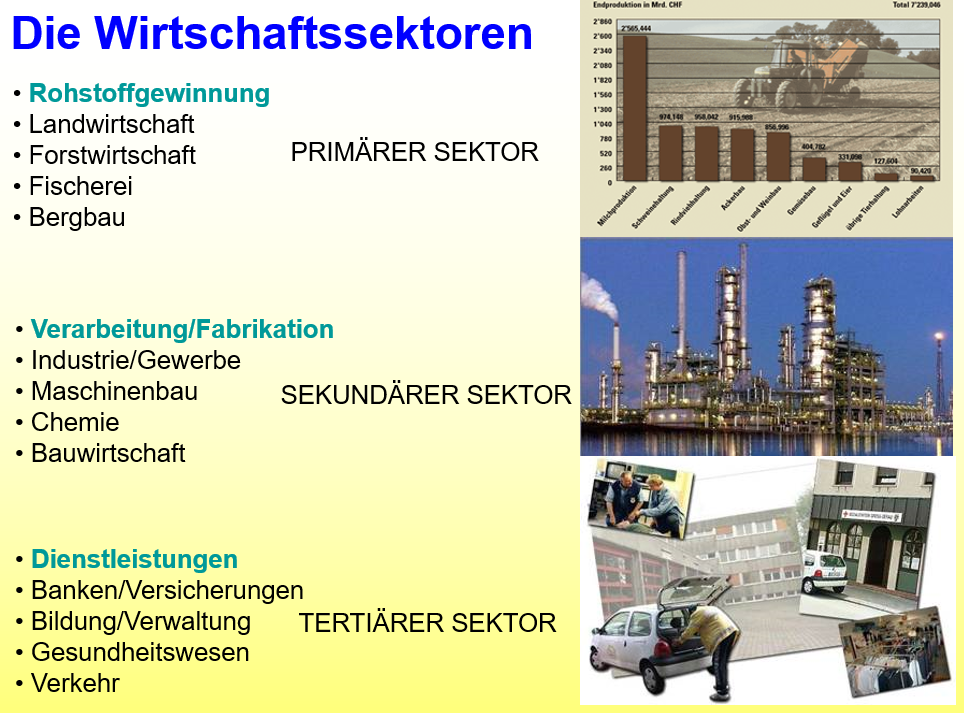 Die Wirtschaftssektoren
• Rohstoffgewinnung
• Landwirtschaft
• Forstwirtschaft
• Fischerei
• Bergbau
PRIMÄRER SEKTOR
Endproduktion in Mrd. CHF
Total 7'239,046
2'860
2'600
2'340
2'080
1'820
1'560
1'300
1'040
780
520
260
0
2'565,444
974,148
958,042
915,988
856,996
404,782
331,098
127,604
90,420
Milchproduktion
Schweinehaltung
Rindviehhaltung
Ackerbau
Obst- und Weinbau
Gemüsebau
Geflügel und Eier
übrige Tierhaltung
Lohnarbeiten
• Verarbeitung/Fabrikation
• Industrie/Gewerbe
• Maschinenbau
• Chemie
• Bauwirtschaft
SEKUNDÄRER SEKTOR
• Dienstleistungen
• Banken/Versicherungen
• Bildung/Verwaltung
• Gesundheitswesen
• Verkehr
TERTIÄRER SEKTOR